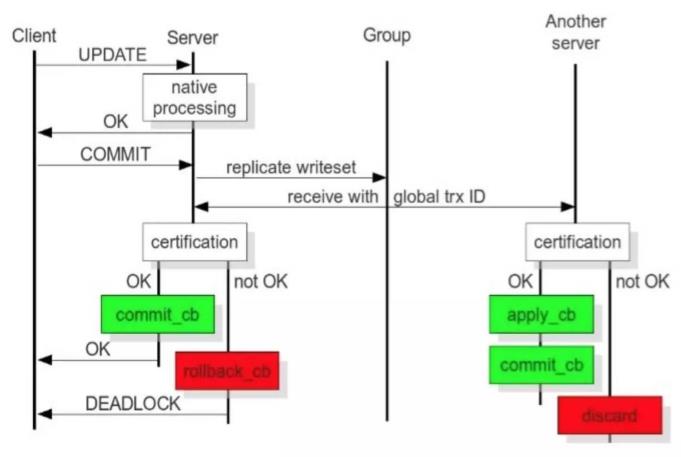 Client
Server
Group
Another
server
UPDATE
native
processing
OK
COMMIT
replicate writeset
receive with global trx ID
certification
certification
OK
not OK
OK
not OK
commit_cb
apply_cb
OK
rollback_cb
commit_cb
DEADLOCK
discard